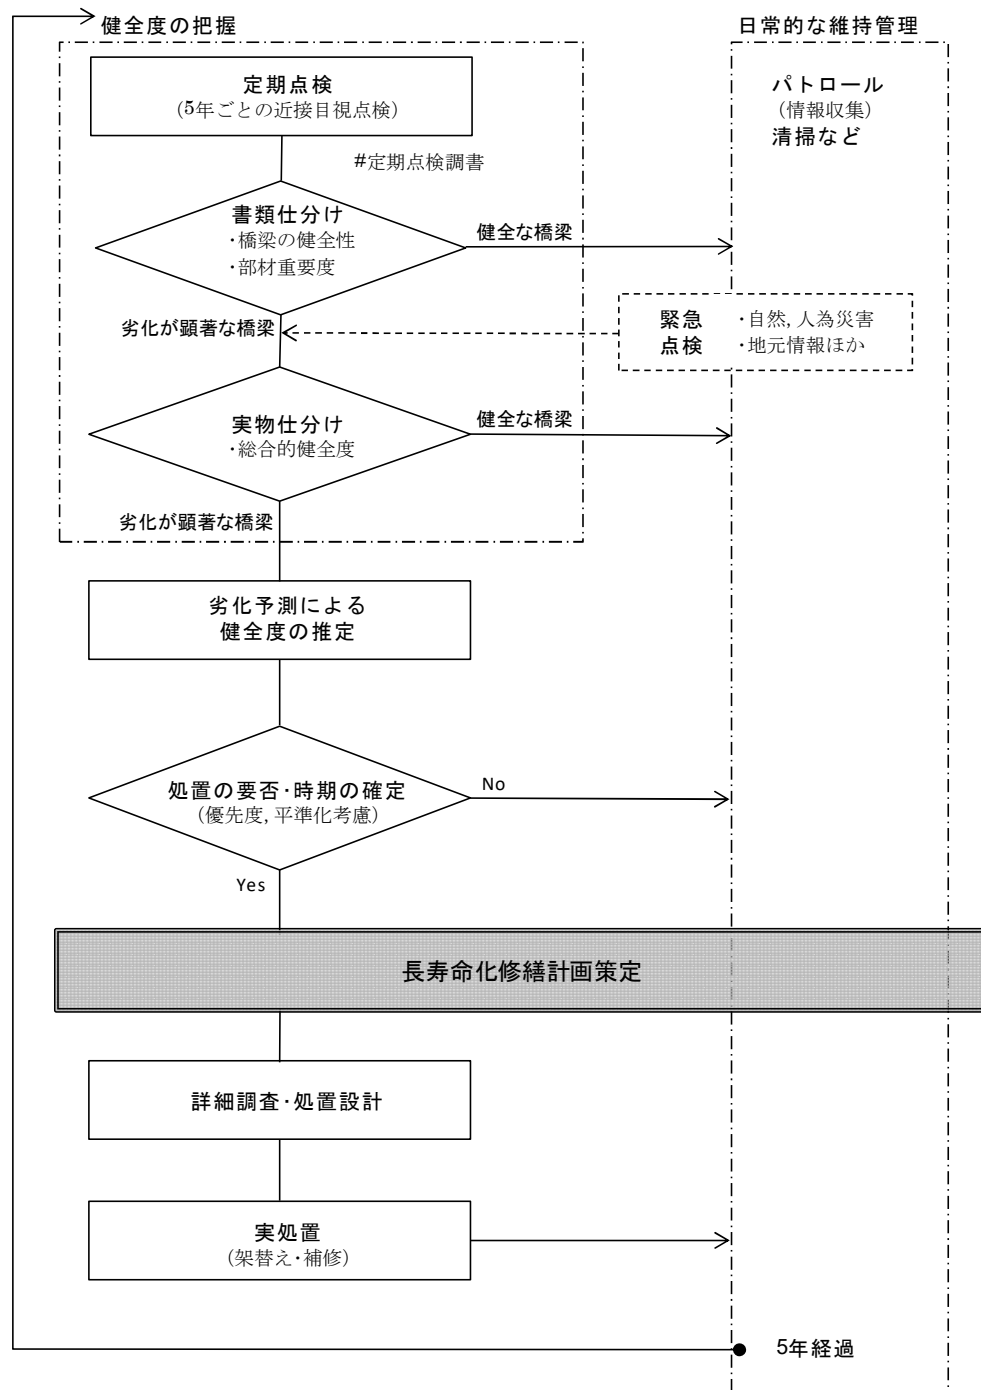 健全度の把握
日常的な維持管理
定期点検
(5年ごとの近接目視点検)
パトロール
(情報収集)
清掃など
#定期点検調書
書類仕分け
・橋梁の健全性
・部材重要度
健全な橋梁
劣化が顕著な橋梁
緊急
点検
・自然,人為災害
・地元情報ほか
実物仕分け
・総合的健全度
健全な橋梁
劣化が顕著な橋梁
劣化予測による
健全度の推定
処置の要否・時期の確定
(優先度,平準化考慮)
No
Yes
長寿命化修繕計画策定
詳細調査・処置設計
実処置
(架替え・補修)
5年経過